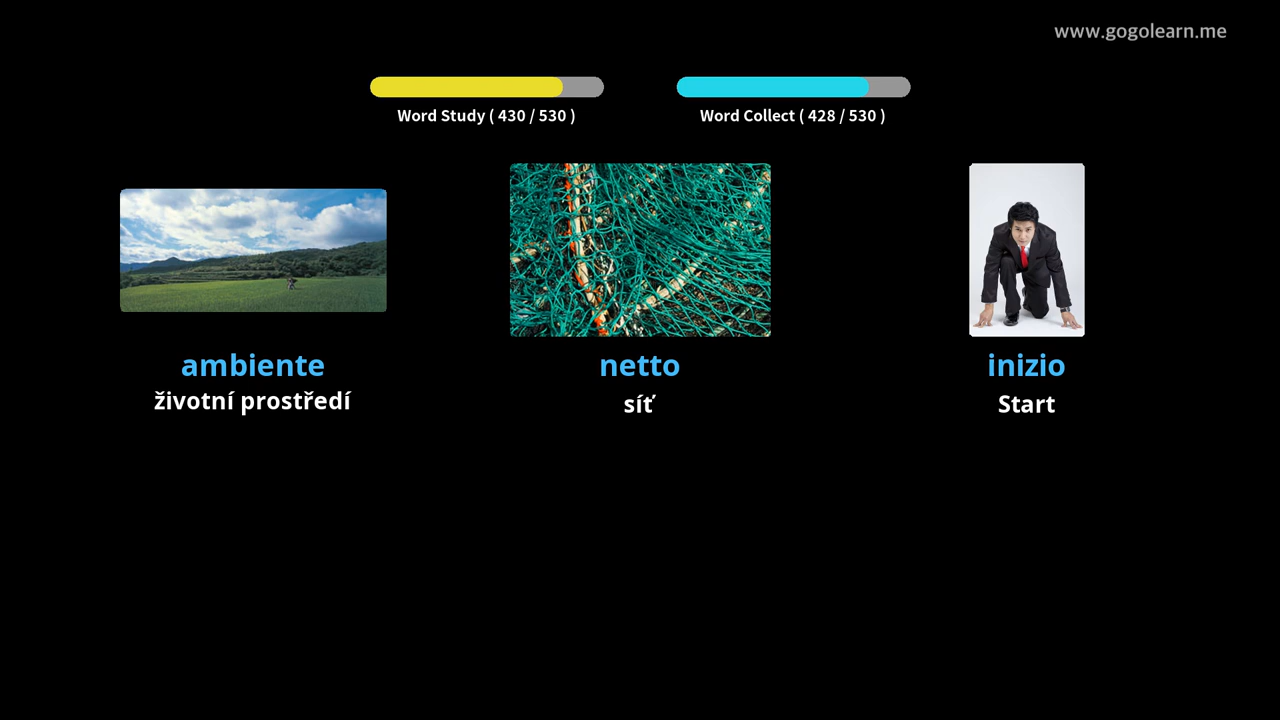 www.gogolearn.me
Word Study ( 430 / 530 )
Word Collect ( 428 / 530 )
ambiente
životní prostředí
netto
síť
inizio
Start